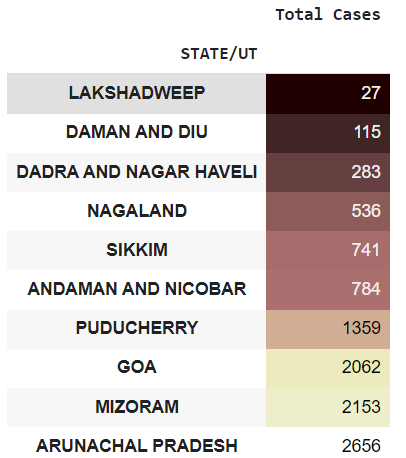 Total Cases
STATE/UT
LAKSHADWEEP 27
DAMAN AND DIU 115
DADRA AND NAGAR HAVELI 283
NAGALAND 536
SIKKIM 741
ANDAMAN AND NICOBAR 784
PUDUCHERRY 1359
GOA 2062
MIZORAM 2153
ARUNACHAL PRADESH 2656